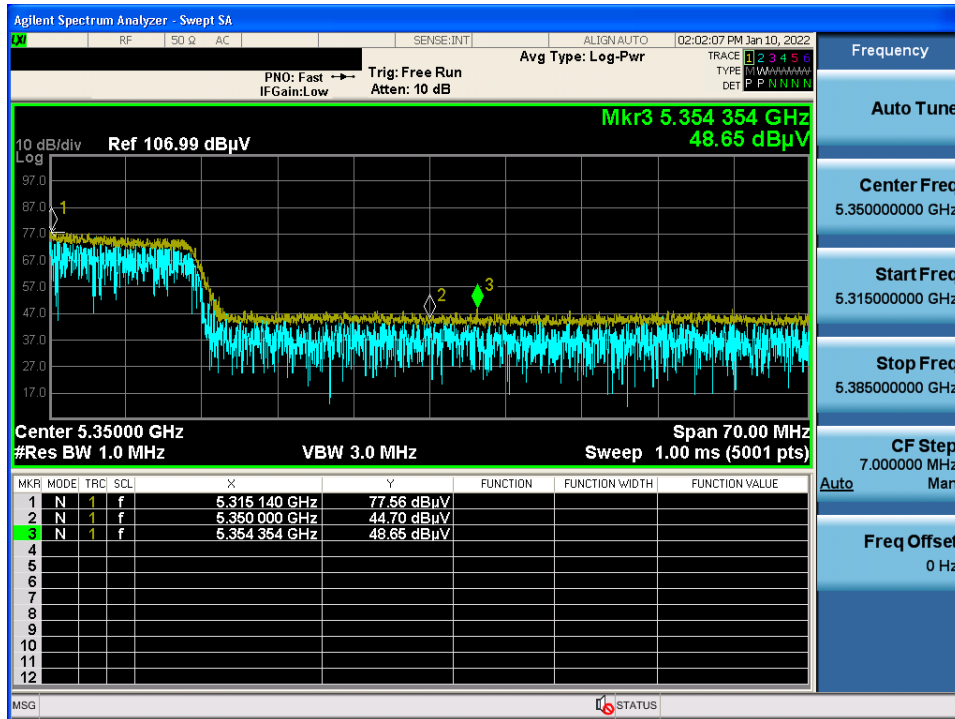 Agilent Spectrum Analyzer - Swept SA
LXI RF 50 Ω AC SENSE:INT ALIGN AUTO 02:02:07 PM Jan 10, 2022
PNO: Fast
IFGain:Low
Trig: Free Run
Atten: 10 dB
Avg Type: Log-Pwr
TRACE 1 2 3 4 5 6
TYPE M WWWWW
DET P P N N N N
Mkr3 5.354 354 GHz
48.65 dBµV
10 dB/div Ref 106.99 dBµV
Log
97.0
87.0
77.0
67.0
57.0
47.0
37.0
27.0
17.0
1
2
3
Center 5.35000 GHz Span 70.00 MHz
#Res BW 1.0 MHz VBW 3.0 MHz Sweep 1.00 ms (5001 pts)
MKR MODE TRC SCL X Y FUNCTION FUNCTION WIDTH FUNCTION VALUE
1 N 1 f 5.315 140 GHz 77.56 dBµV
2 N 1 f 5.350 000 GHz 44.70 dBµV
3 N 1 f 5.354 354 GHz 48.65 dBµV
4
5
6
7
8
9
10
11
12
MSG STATUS
Frequency
Auto Tune
Center Freq
5.350000000 GHz
Start Freq
5.315000000 GHz
Stop Freq
5.385000000 GHz
CF Step
7.000000 MHz
Auto Man
Freq Offset
0 Hz